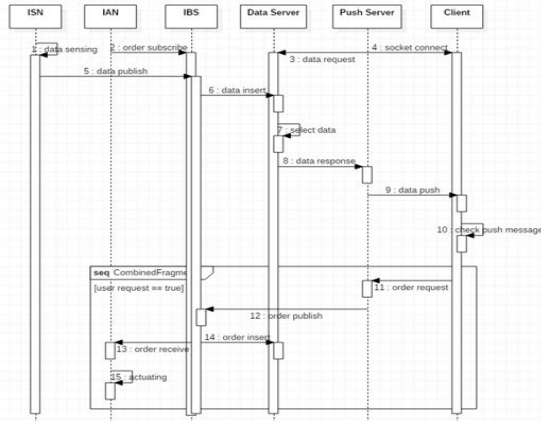 ISN IAN IBS Data Server Push Server Client
1 : data sensing 2 : order subscribe 4 : socket connect
3 : data request
5 : data publish
6 : data insert
7 : select data
8 : data response
9 : data push
10 : check push message
seq CombinedFragme
[user request == true] 11 : order request
12 : order publish
14 : order insert
13 : order receive
15 : actuating